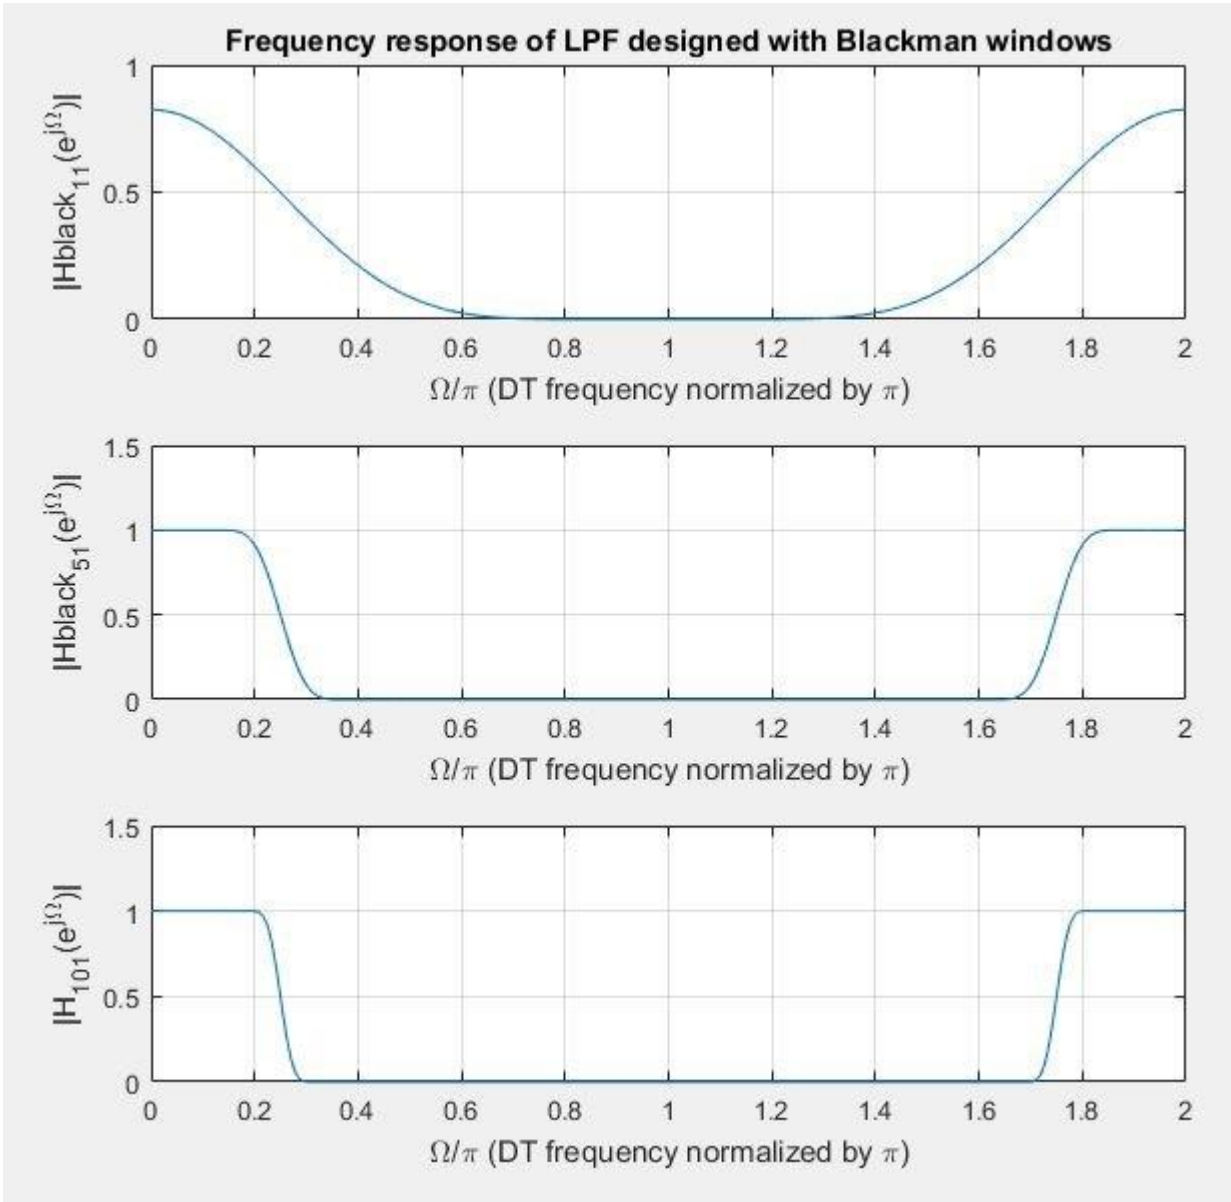 Frequency response of LPF designed with Blackman windows
|Hblack₁₁(e^{jΩ})|
1
0.5
0
0 0.2 0.4 0.6 0.8 1 1.2 1.4 1.6 1.8 2
Ω/π (DT frequency normalized by π)
|Hblack₅₁(e^{jΩ})|
1.5
1
0.5
0
0 0.2 0.4 0.6 0.8 1 1.2 1.4 1.6 1.8 2
Ω/π (DT frequency normalized by π)
|H₁₀₁(e^{jΩ})|
1.5
1
0.5
0
0 0.2 0.4 0.6 0.8 1 1.2 1.4 1.6 1.8 2
Ω/π (DT frequency normalized by π)